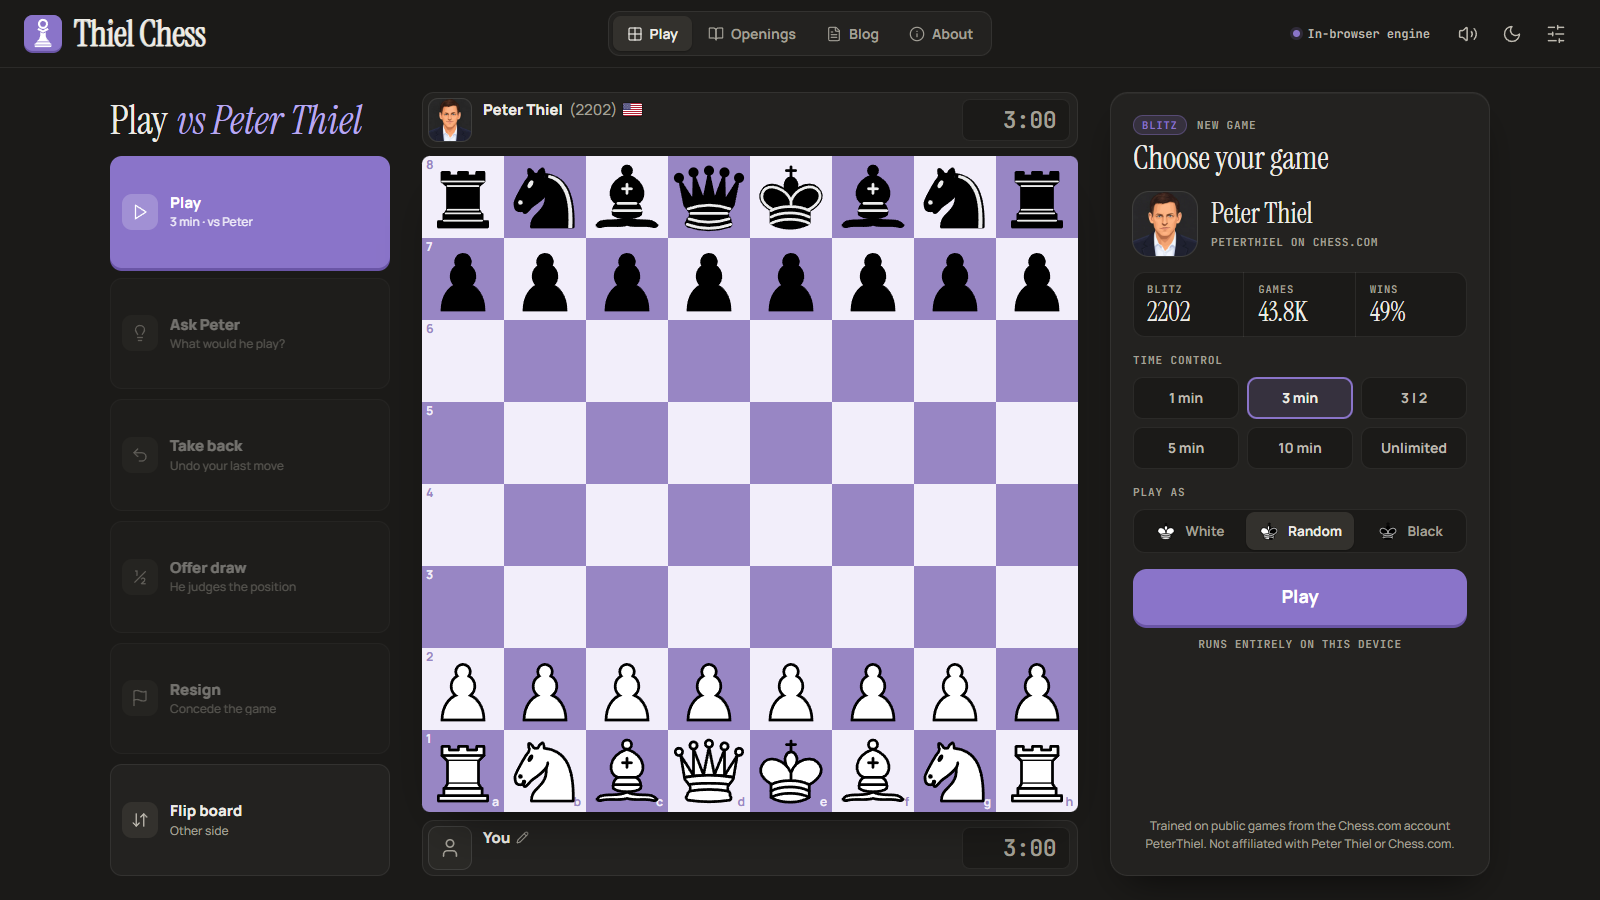 Thiel Chess
Play
Openings
Blog
About
In-browser engine
Play vs Peter Thiel
Play
3 min · vs Peter
Ask Peter
What would he play?
Take back
Undo your last move
½
Offer draw
He judges the position
Resign
Concede the game
Flip board
Other side
Peter Thiel (2202)
3:00
8
7
6
5
4
3
2
1
a b c d e f g h
You
3:00
BLITZ NEW GAME
Choose your game
Peter Thiel
PETERTHIEL ON CHESS.COM
BLITZ
2202
GAMES
43.8K
WINS
49%
TIME CONTROL
1 min
3 min
3 | 2
5 min
10 min
Unlimited
PLAY AS
White
Random
Black
Play
RUNS ENTIRELY ON THIS DEVICE
Trained on public games from the Chess.com account
PeterThiel. Not affiliated with Peter Thiel or Chess.com.